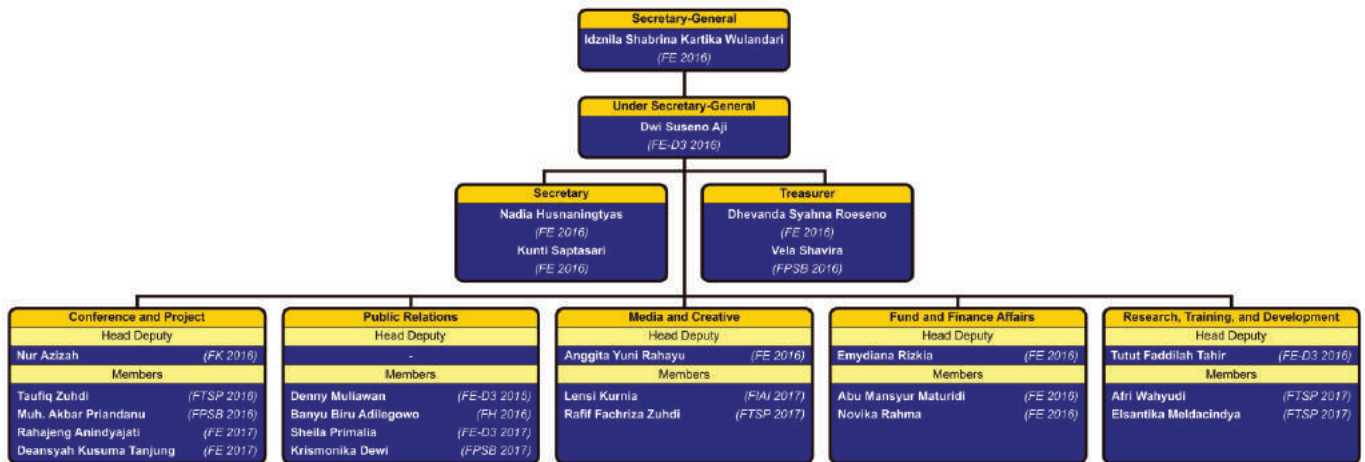 Secretary-General
Idznila Shabrina Kartika Wulandari
(FE 2016)
Under Secretary-General
Dwi Suseno Aji
(FE-D3 2016)
Secretary
Nadia Husnaningtyas
(FE 2016)
Kunti Saptasari
(FE 2016)
Treasurer
Dhevanda Syahna Roeseno
(FE 2016)
Vela Shavira
(FPSB 2016)
Conference and Project
Head Deputy
Nur Azizah (FK 2016)
Members
Taufiq Zuhdi (FTSP 2016)
Muh. Akbar Priandanu (FPSB 2016)
Rahajeng Anindyajati (FE 2017)
Deansyah Kusuma Tanjung (FE 2017)
Public Relations
Head Deputy
-
Members
Denny Muliawan (FE-D3 2015)
Banyu Biru Adilegowo (FH 2016)
Sheila Primalia (FE-D3 2017)
Krismonika Dewi (FPSB 2017)
Media and Creative
Head Deputy
Anggita Yuni Rahayu (FE 2016)
Members
Lensi Kurnia (FIAI 2017)
Rafif Fachriza Zuhdi (FTSP 2017)
Fund and Finance Affairs
Head Deputy
Emydiana Rizkia (FE 2016)
Members
Abu Mansyur Maturidi (FE 2016)
Novika Rahma (FE 2016)
Research, Training, and Development
Head Deputy
Tutut Faddilah Tahir (FE-D3 2016)
Members
Afri Wahyudi (FTSP 2017)
Elsantika Meldacindya (FTSP 2017)